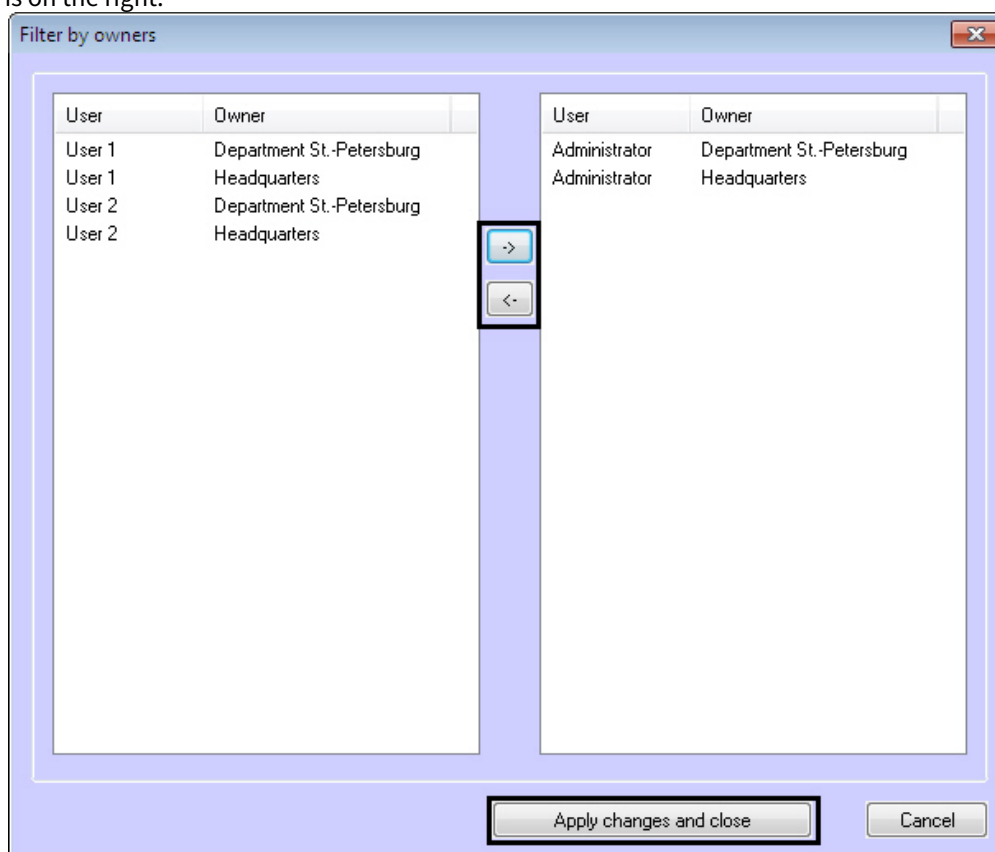 is on the right.
Filter by owners
User Owner
User 1 Department St.-Petersburg
User 1 Headquarters
User 2 Department St.-Petersburg
User 2 Headquarters
->
<-
User Owner
Administrator Department St.-Petersburg
Administrator Headquarters
Apply changes and close
Cancel